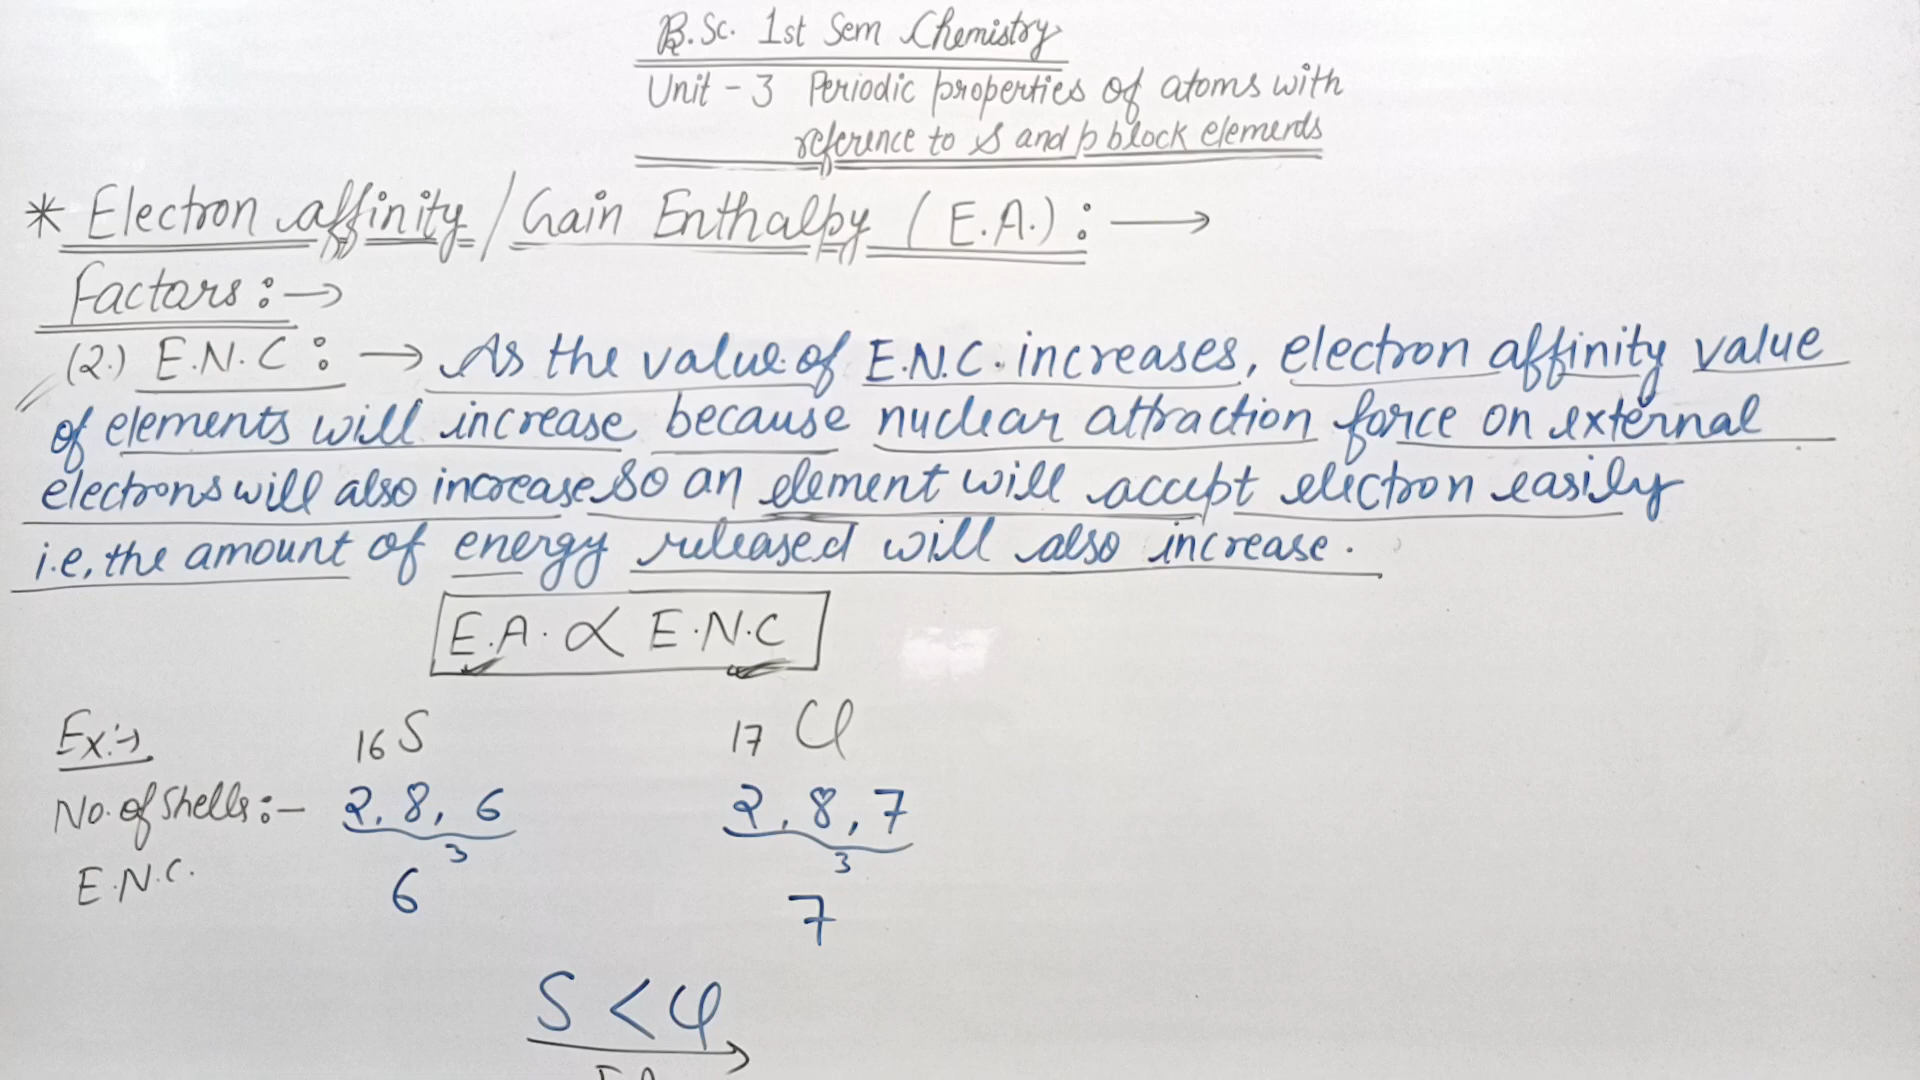 B.Sc. 1st Sem Chemistry
Unit - 3 Periodic properties of atoms with
reference to s and p block elements
* Electron affinity / Gain Enthalpy (E.A.) : →
Factors : →
(2.) E.N.C : → As the value of E.N.C. increases, electron affinity value
of elements will increase because nuclear attraction force on external
electrons will also increase so an element will accept electron easily
i.e, the amount of energy released will also increase.
E.A. ∝ E.N.C
Ex:→ 16 S 17 Cl
No. of Shells :- 2, 8, 6 2, 8, 7
3 3
E.N.C. 6 7
S < Cl